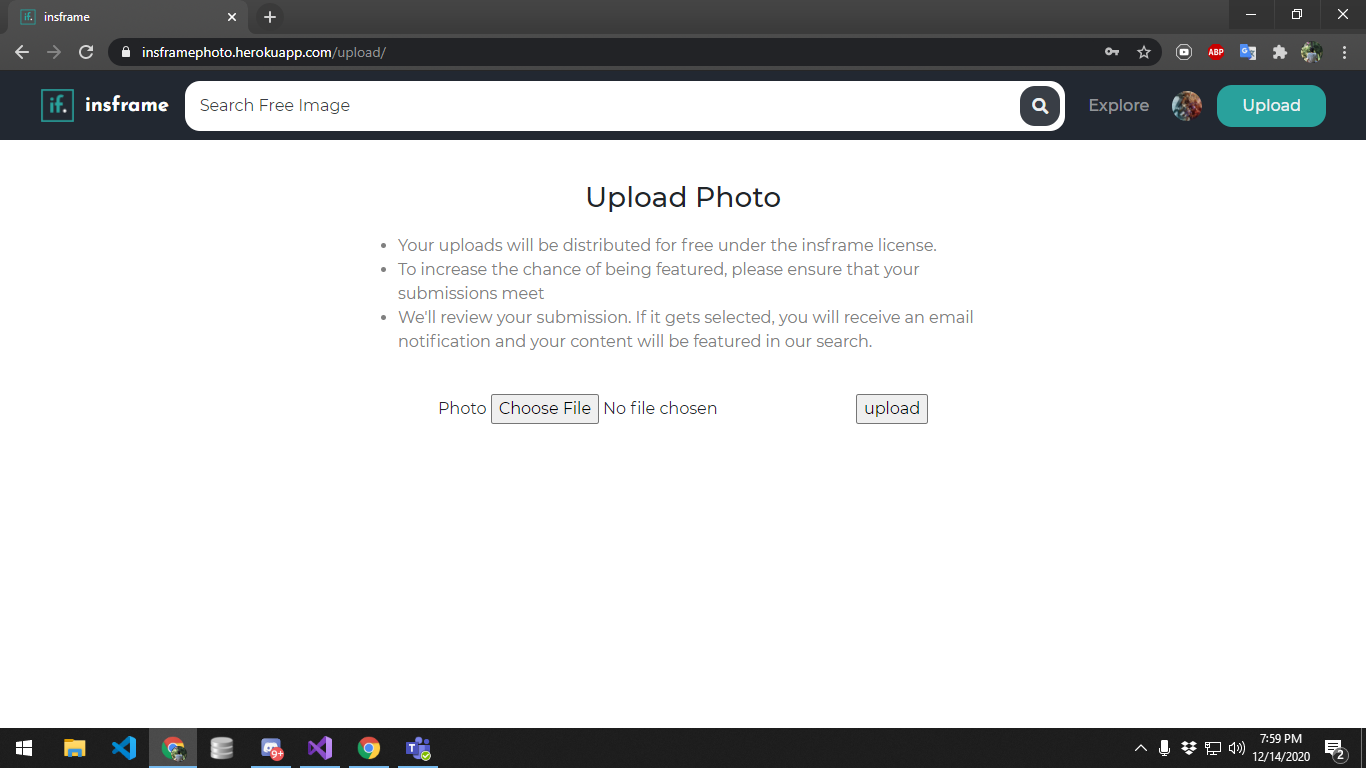 if. insframe
insframephoto.herokuapp.com/upload/
ABP
if. insframe Search Free Image Explore Upload
Upload Photo
Your uploads will be distributed for free under the insframe license.
To increase the chance of being featured, please ensure that your
submissions meet
We'll review your submission. If it gets selected, you will receive an email
notification and your content will be featured in our search.
Photo Choose File No file chosen upload
9+
7:59 PM
12/14/2020
2